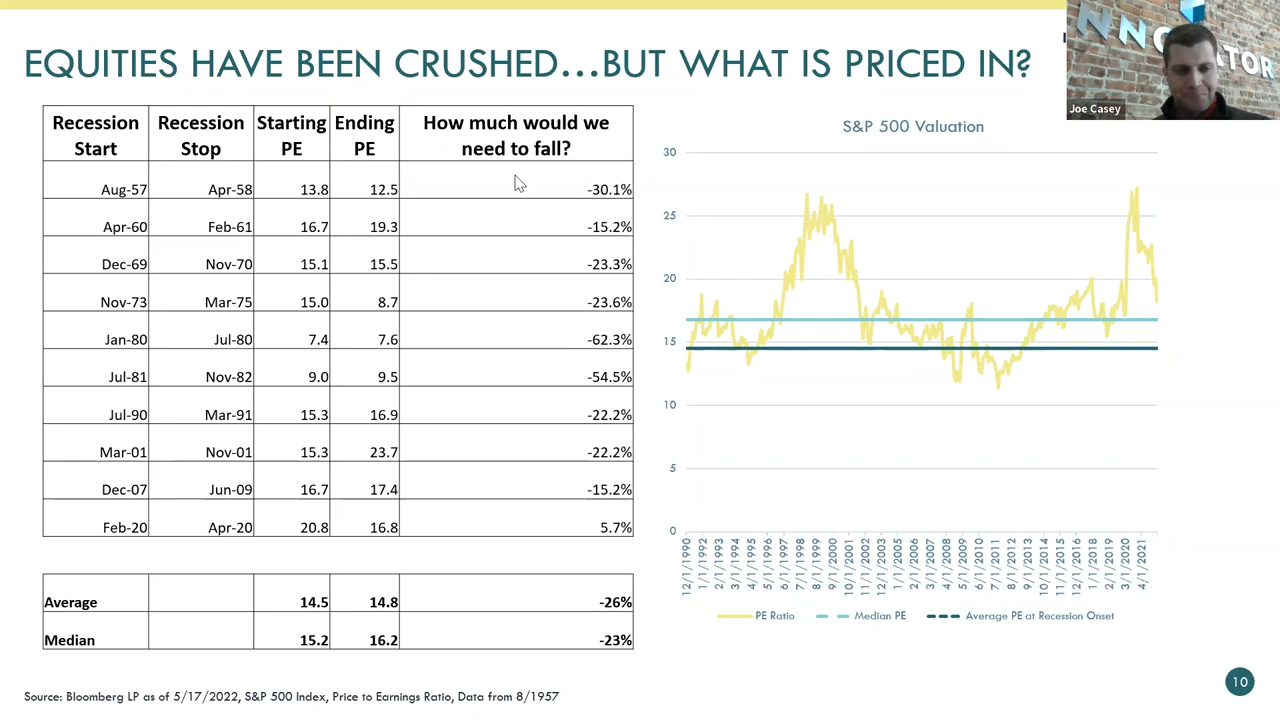 EQUITIES HAVE BEEN CRUSHED…BUT WHAT IS PRICED IN?
NNOVATOR
Joe Casey
Recession Start Recession Stop Starting PE Ending PE How much would we need to fall?
Aug-57 Apr-58 13.8 12.5 -30.1%
Apr-60 Feb-61 16.7 19.3 -15.2%
Dec-69 Nov-70 15.1 15.5 -23.3%
Nov-73 Mar-75 15.0 8.7 -23.6%
Jan-80 Jul-80 7.4 7.6 -62.3%
Jul-81 Nov-82 9.0 9.5 -54.5%
Jul-90 Mar-91 15.3 16.9 -22.2%
Mar-01 Nov-01 15.3 23.7 -22.2%
Dec-07 Jun-09 16.7 17.4 -15.2%
Feb-20 Apr-20 20.8 16.8 5.7%
Average 14.5 14.8 -26%
Median 15.2 16.2 -23%
S&P 500 Valuation
30
25
20
15
10
5
0
12/1/1990
1/1/1992
2/1/1993
3/1/1994
4/1/1995
5/1/1996
6/1/1997
7/1/1998
8/1/1999
9/1/2000
10/1/2001
11/1/2002
12/1/2003
1/1/2005
2/1/2006
3/1/2007
4/1/2008
5/1/2009
6/1/2010
7/1/2011
8/1/2012
9/1/2013
10/1/2014
11/1/2015
12/1/2016
1/1/2018
2/1/2019
3/1/2020
4/1/2021
PE Ratio Median PE Average PE at Recession Onset
Source: Bloomberg LP as of 5/17/2022, S&P 500 Index, Price to Earnings Ratio, Data from 8/1957
10